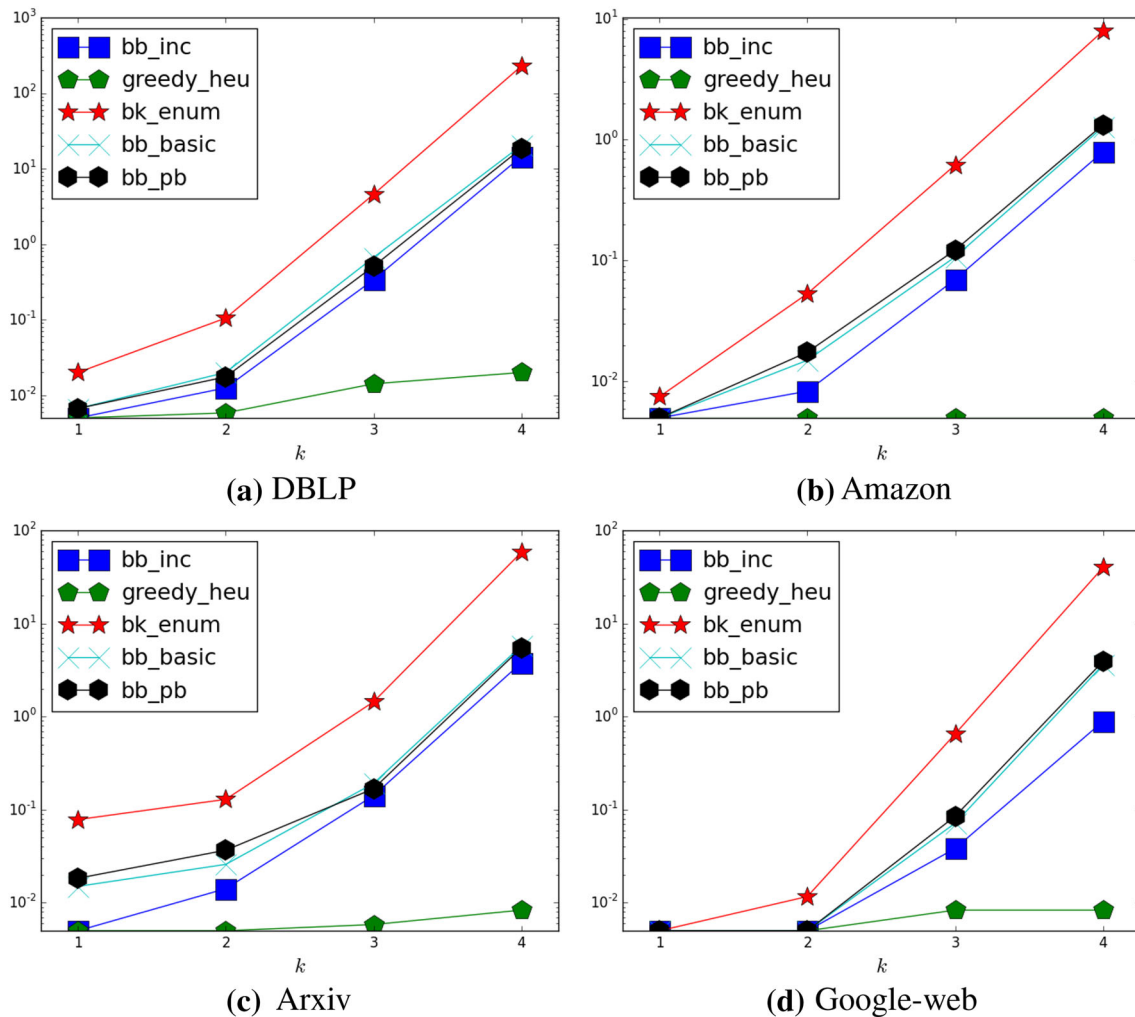 10^3
10^2
10^1
10^0
10^-1
10^-2
bb_inc
greedy_heu
bk_enum
bb_basic
bb_pb
1 2 3 4
k
(a) DBLP
10^1
10^0
10^-1
10^-2
bb_inc
greedy_heu
bk_enum
bb_basic
bb_pb
1 2 3 4
k
(b) Amazon
10^2
10^1
10^0
10^-1
10^-2
bb_inc
greedy_heu
bk_enum
bb_basic
bb_pb
1 2 3 4
k
(c) Arxiv
10^2
10^1
10^0
10^-1
10^-2
bb_inc
greedy_heu
bk_enum
bb_basic
bb_pb
1 2 3 4
k
(d) Google-web